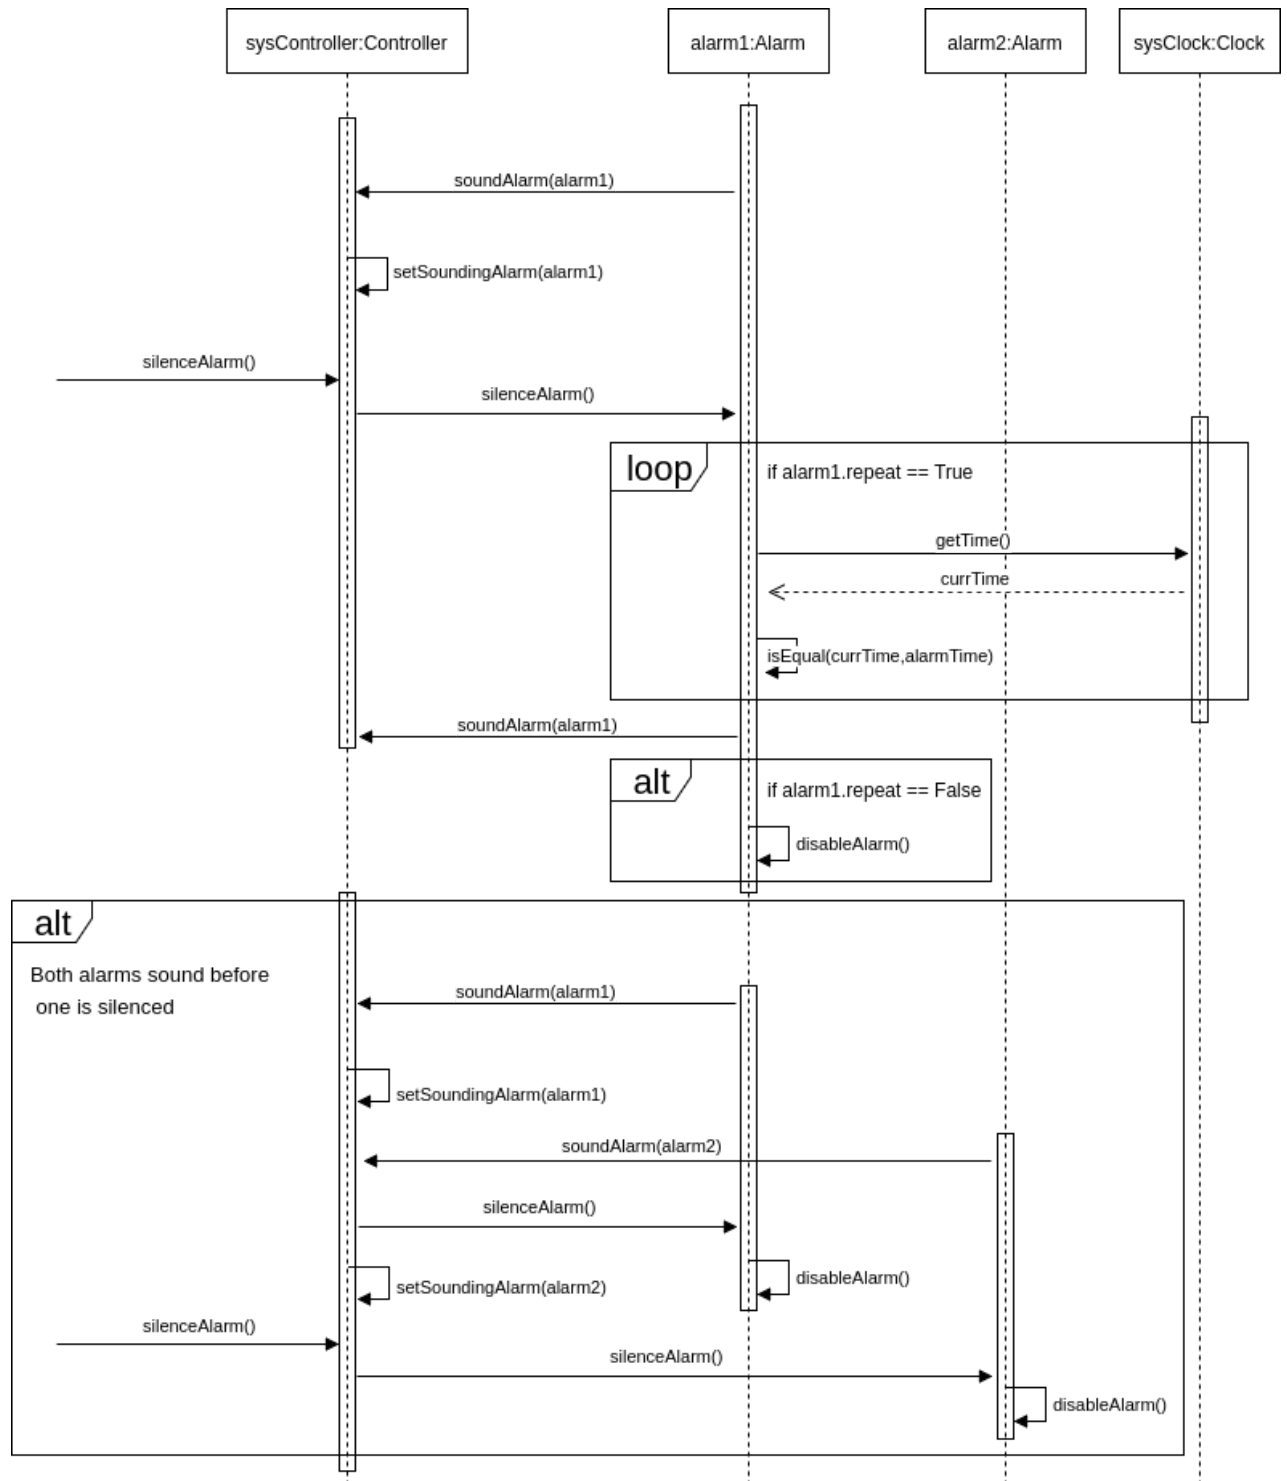 sysController:Controller
alarm1:Alarm
alarm2:Alarm
sysClock:Clock
soundAlarm(alarm1)
setSoundingAlarm(alarm1)
silenceAlarm()
silenceAlarm()
loop
if alarm1.repeat == True
getTime()
currTime
isEqual(currTime,alarmTime)
soundAlarm(alarm1)
alt
if alarm1.repeat == False
disableAlarm()
alt
Both alarms sound before
one is silenced
soundAlarm(alarm1)
setSoundingAlarm(alarm1)
soundAlarm(alarm2)
silenceAlarm()
disableAlarm()
setSoundingAlarm(alarm2)
silenceAlarm()
silenceAlarm()
disableAlarm()